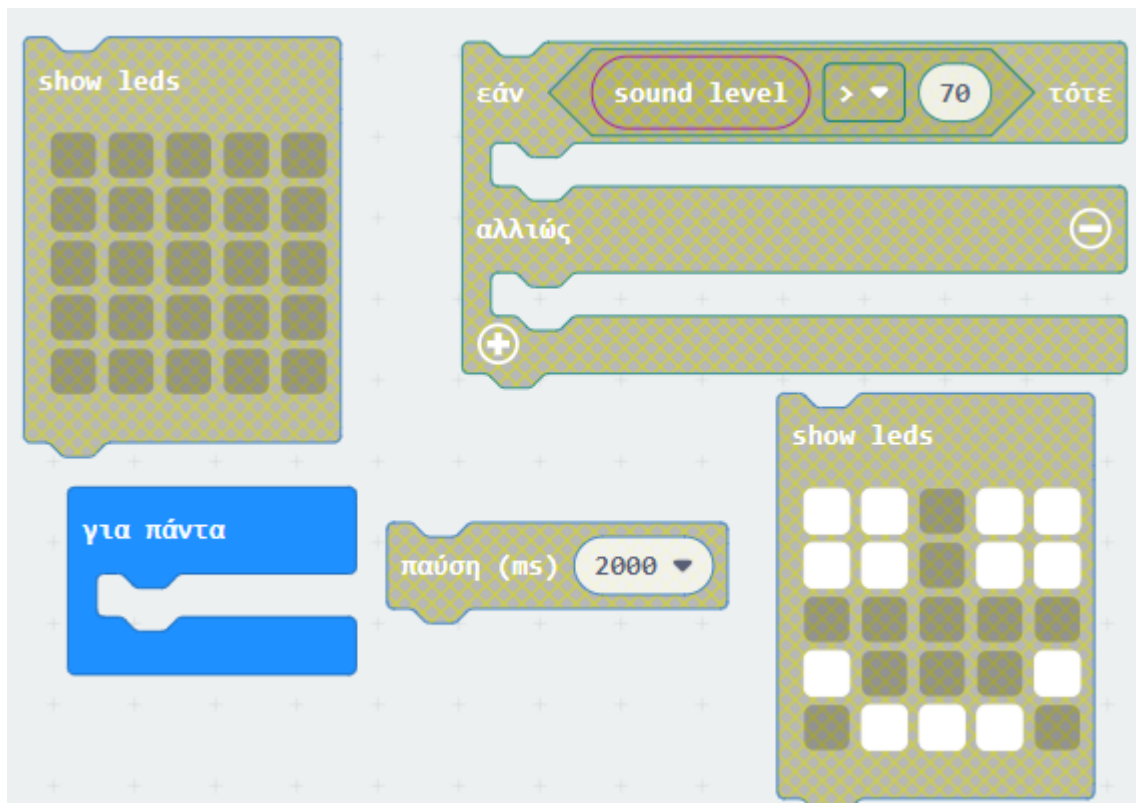 show leds
εάν sound level > 70 τότε
αλλιώς
show leds
για πάντα
παύση (ms) 2000